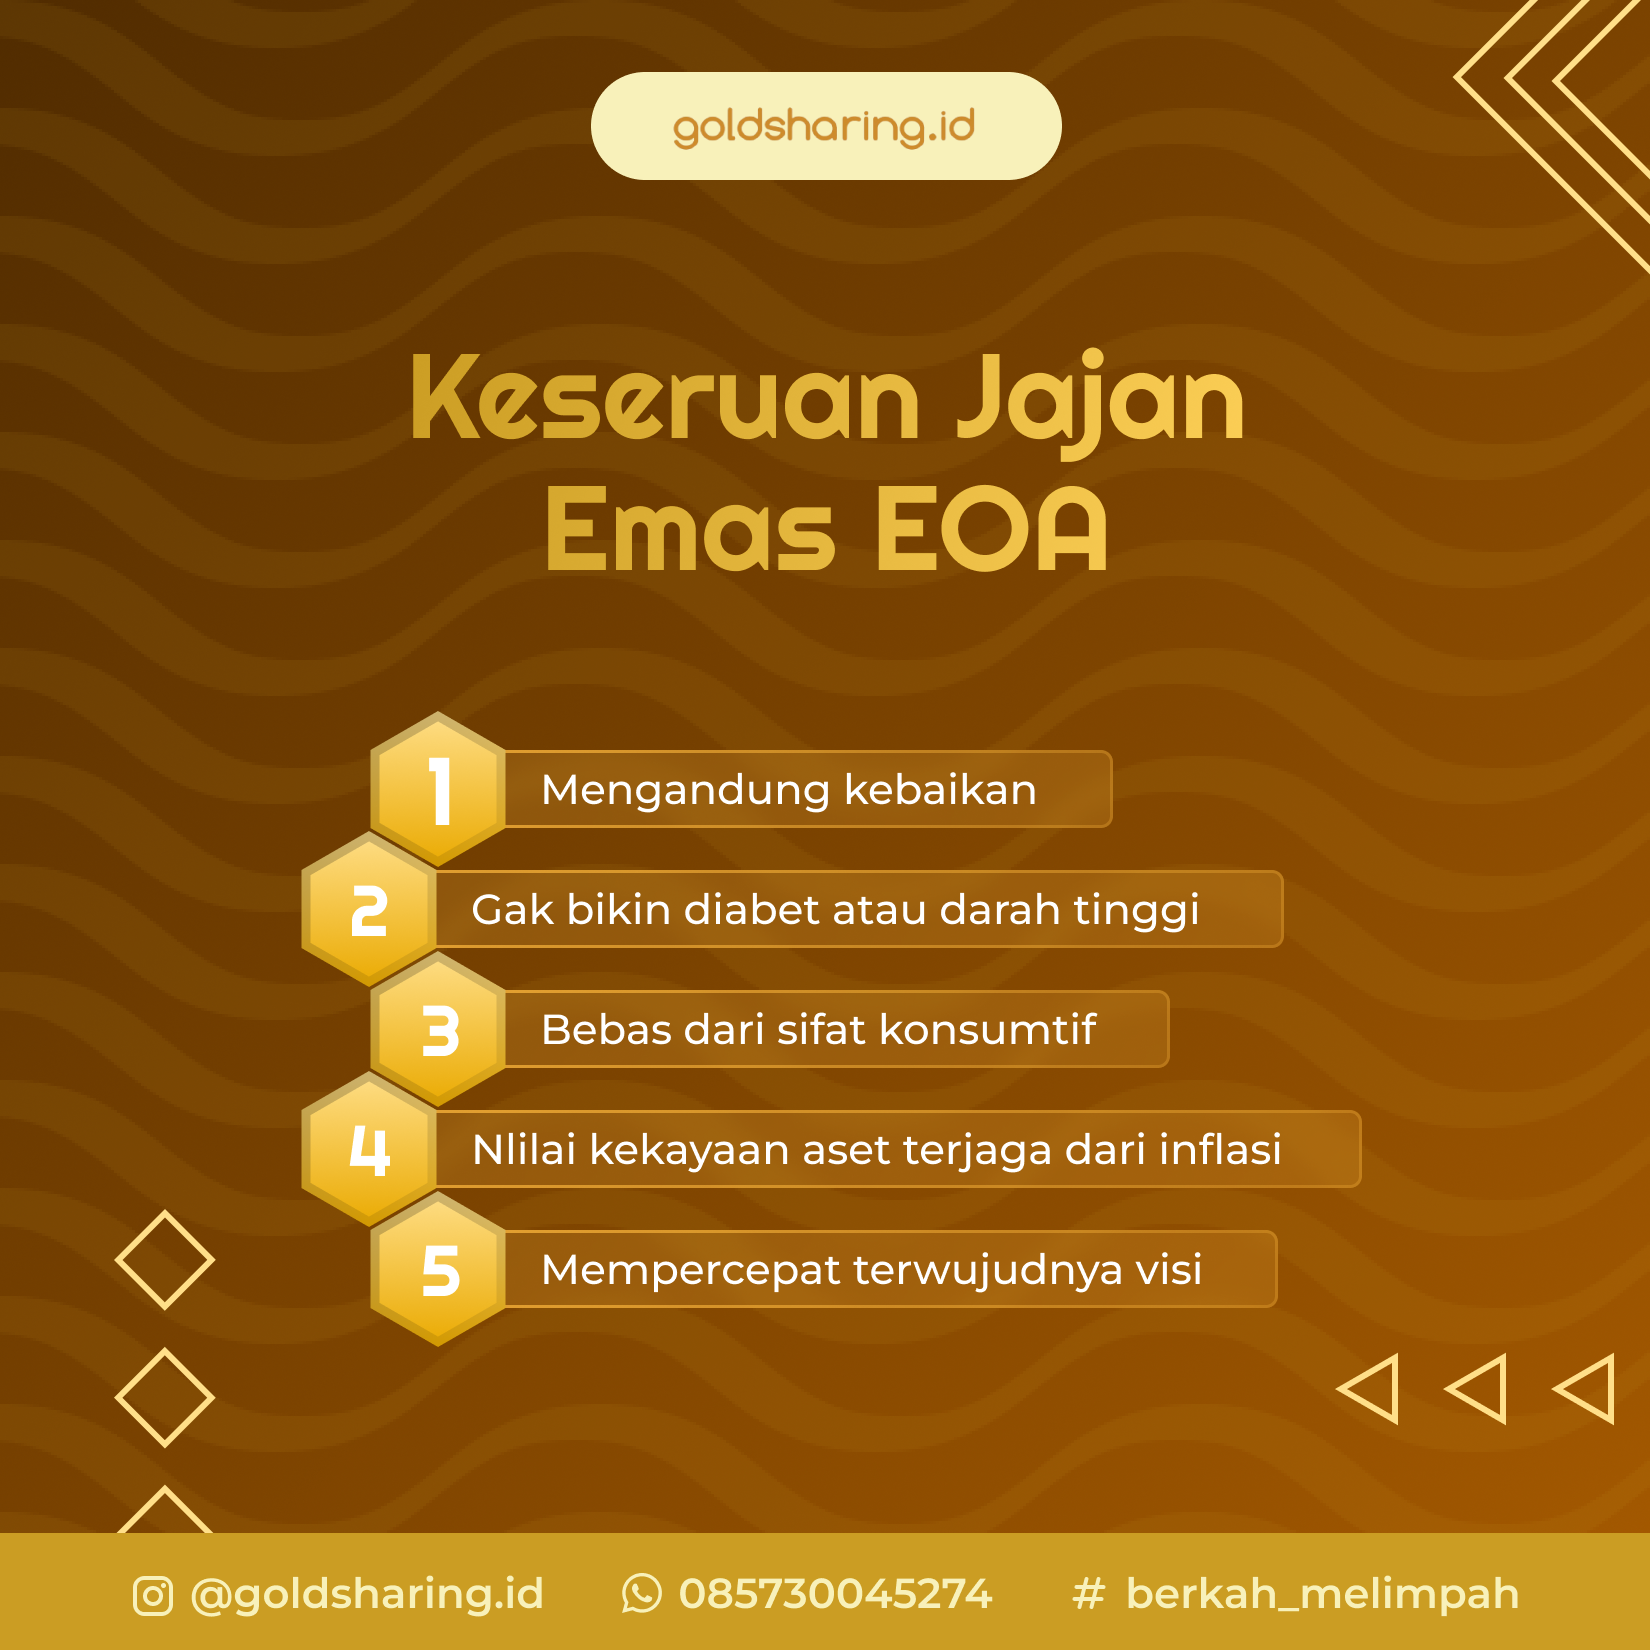 goldsharing.id
Keseruan Jajan
Emas EOA
1 Mengandung kebaikan
2 Gak bikin diabet atau darah tinggi
3 Bebas dari sifat konsumtif
4 Nlilai kekayaan aset terjaga dari inflasi
5 Mempercepat terwujudnya visi
@goldsharing.id 085730045274 # berkah_melimpah